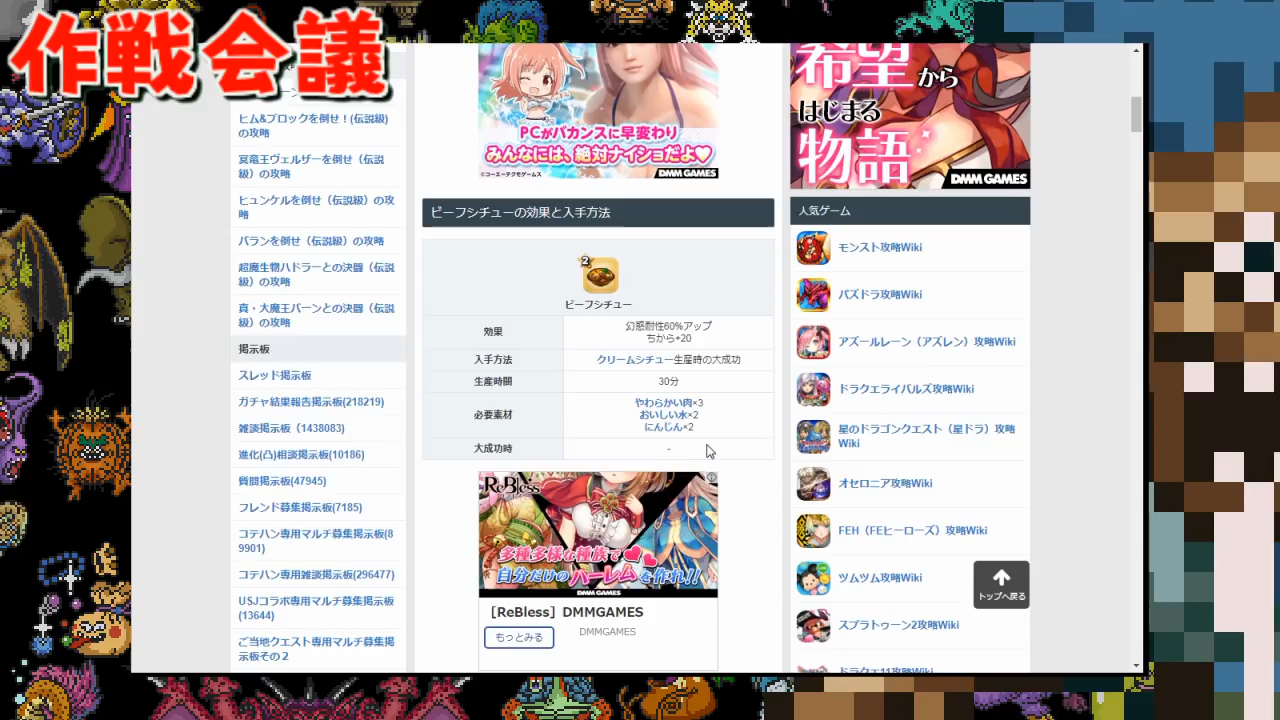 作戦会議
ヒム&ブロックを倒せ！(伝説級)
の攻略
冥竜王ヴェルザーを倒せ（伝説
級）の攻略
ヒュンケルを倒せ（伝説級）の攻
略
バランを倒せ（伝説級）の攻略
超魔生物ハドラーとの決闘（伝説
級）の攻略
真・大魔王バーンとの決闘（伝説
級）の攻略
掲示板
スレッド掲示板
ガチャ結果報告掲示板(218219)
雑談掲示板（1438083)
進化(凸)相談掲示板(10186)
質問掲示板(47945)
フレンド募集掲示板(7185)
コテハン専用マルチ募集掲示板(8
9901)
コテハン専用雑談掲示板(296477)
USJコラボ専用マルチ募集掲示板
(13644)
ご当地クエスト専用マルチ募集掲
示板その２
PCがバカンスに早変わり
みんなには、絶対ナイショだよ♡
©コーエーテクモゲームス
DMM GAMES
ビーフシチューの効果と入手方法
2
ビーフシチュー
効果
幻惑耐性60%アップ
ちから+20
入手方法
クリームシチュー生産時の大成功
生産時間
30分
必要素材
やわらかい肉×3
おいしい水×2
にんじん×2
大成功時
-
ReBless
多種多様な種族で
自分だけのハーレムを作れ!!
DMM GAMES
［ReBless］DMMGAMES
もっとみる
DMMGAMES
希望から
はじまる
物語
DMM GAMES
人気ゲーム
モンスト攻略Wiki
パズドラ攻略Wiki
アズールレーン（アズレン）攻略Wiki
ドラクエライバルズ攻略Wiki
星のドラゴンクエスト（星ドラ）攻略
Wiki
オセロニア攻略Wiki
FEH（FEヒーローズ）攻略Wiki
ツムツム攻略Wiki
スプラトゥーン2攻略Wiki
ドラクエ11攻略Wiki
トップへ戻る